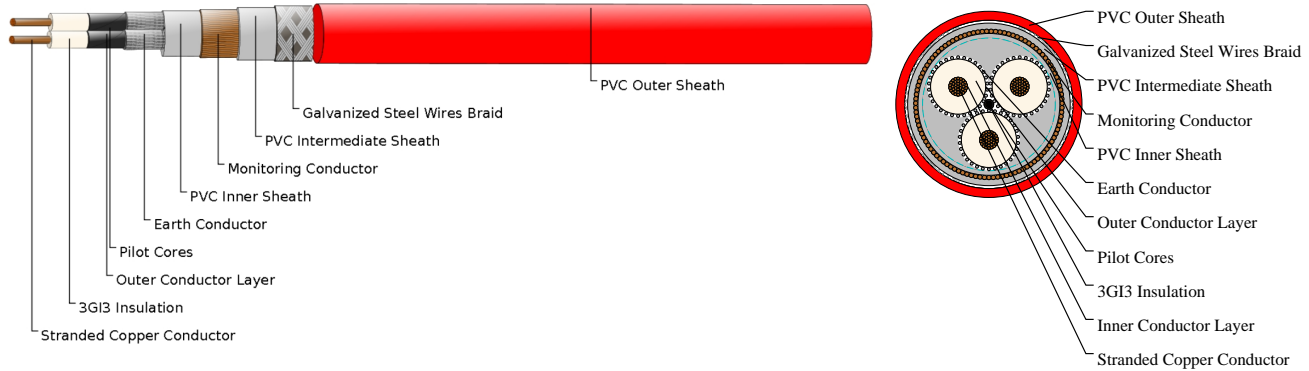 PVC Outer Sheath
Galvanized Steel Wires Braid
PVC Intermediate Sheath
Monitoring Conductor
PVC Inner Sheath
Earth Conductor
Pilot Cores
Outer Conductor Layer
3GI3 Insulation
Stranded Copper Conductor
PVC Outer Sheath
Galvanized Steel Wires Braid
PVC Intermediate Sheath
Monitoring Conductor
PVC Inner Sheath
Earth Conductor
Outer Conductor Layer
Pilot Cores
3GI3 Insulation
Inner Conductor Layer
Stranded Copper Conductor